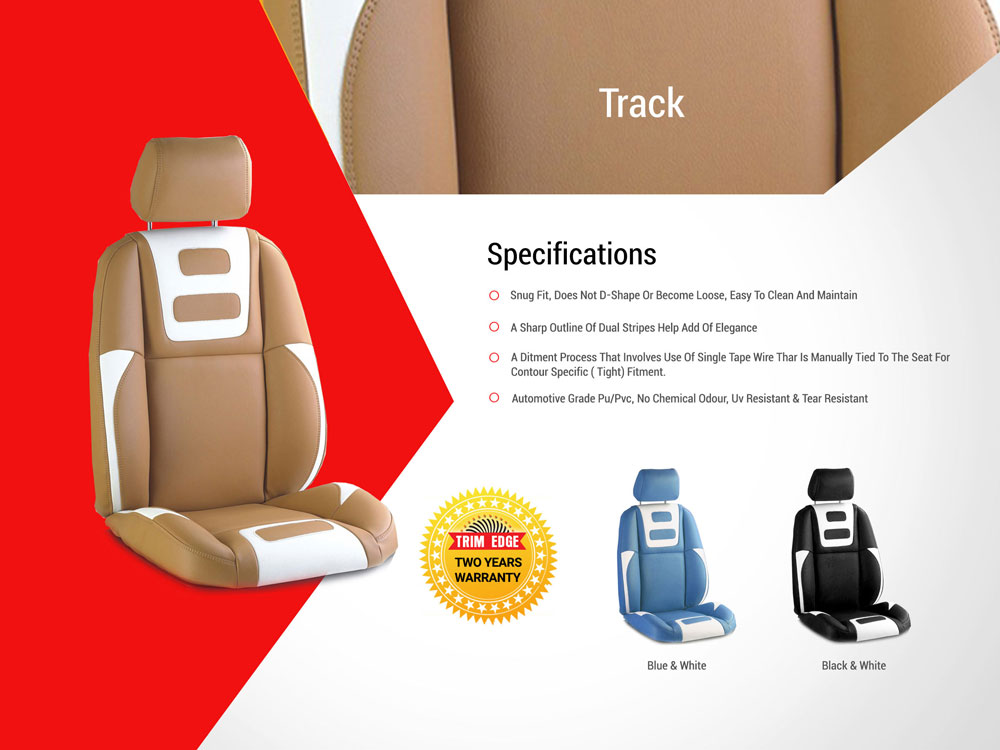 Track
Specifications
Snug Fit, Does Not D-Shape Or Become Loose, Easy To Clean And Maintain
A Sharp Outline Of Dual Stripes Help Add Of Elegance
A Ditment Process That Involves Use Of Single Tape Wire Thar Is Manually Tied To The Seat For
Contour Specific ( Tight) Fitment.
Automotive Grade Pu/Pvc, No Chemical Odour, Uv Resistant & Tear Resistant
TRIM EDGE
TWO YEARS
WARRANTY
Blue & White
Black & White